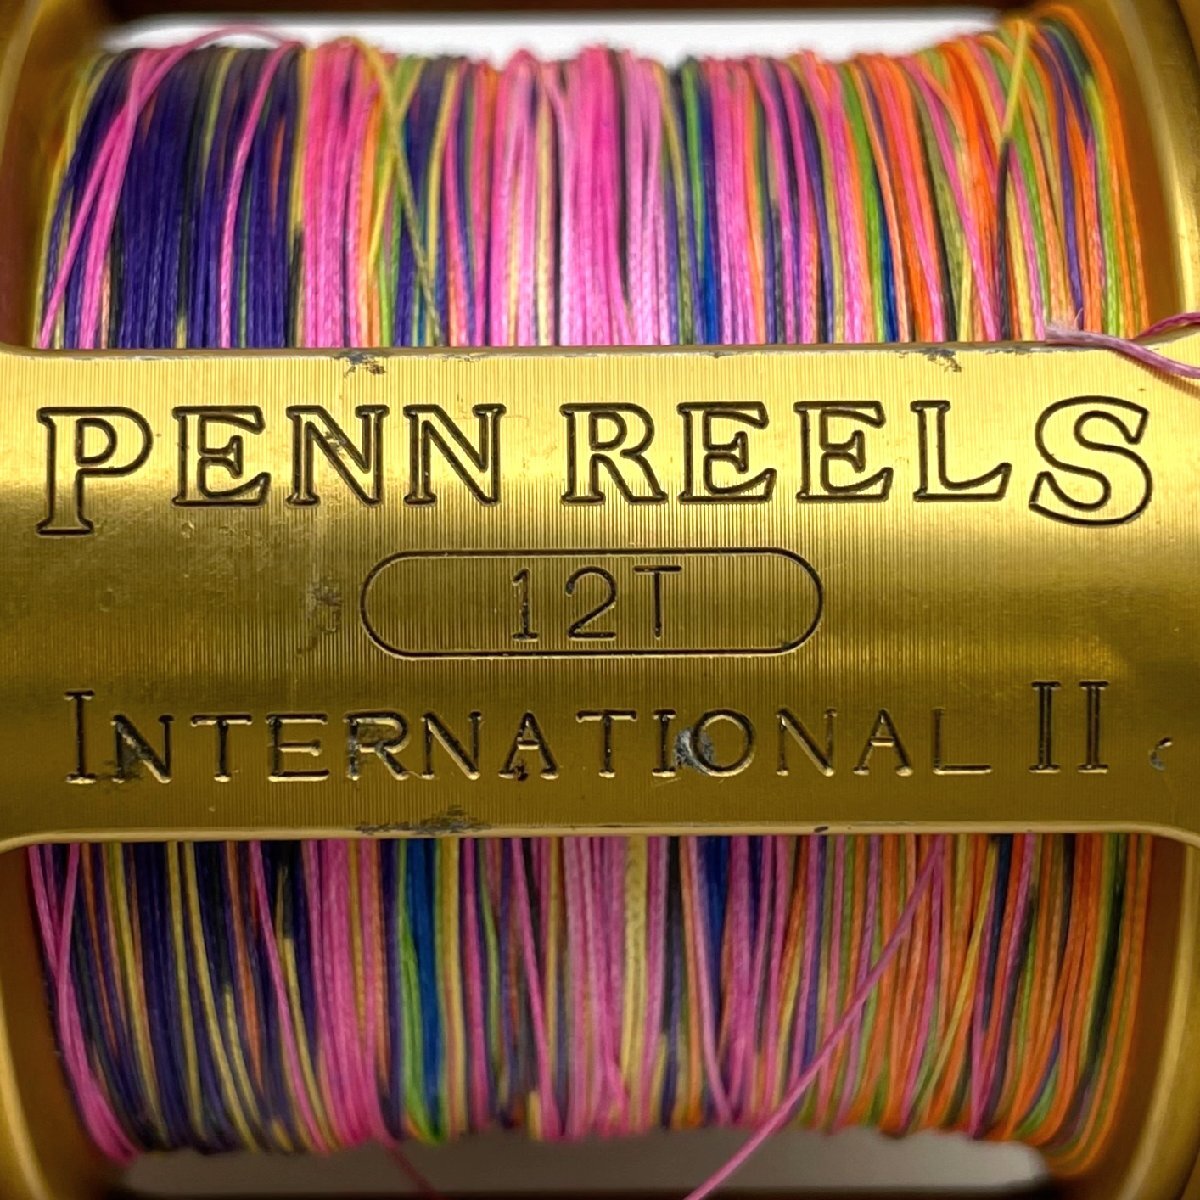 PENN REELS
12T
INTERNATIONAL II